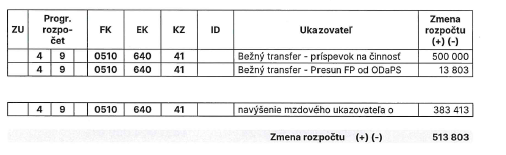 ZU Progr. rozpo- čet FK EK KZ ID Ukazovateľ Zmena rozpočtu (+) (-)
4 9 0510 640 41 Bežný transfer - príspevok na činnosť 500 000
4 9 0510 640 41 Bežný transfer - Presun FP od ODaPS 13 803
4 9 0510 640 41 navýšenie mzdového ukazovateľa o 383 413
Zmena rozpočtu (+) (-) 513 803